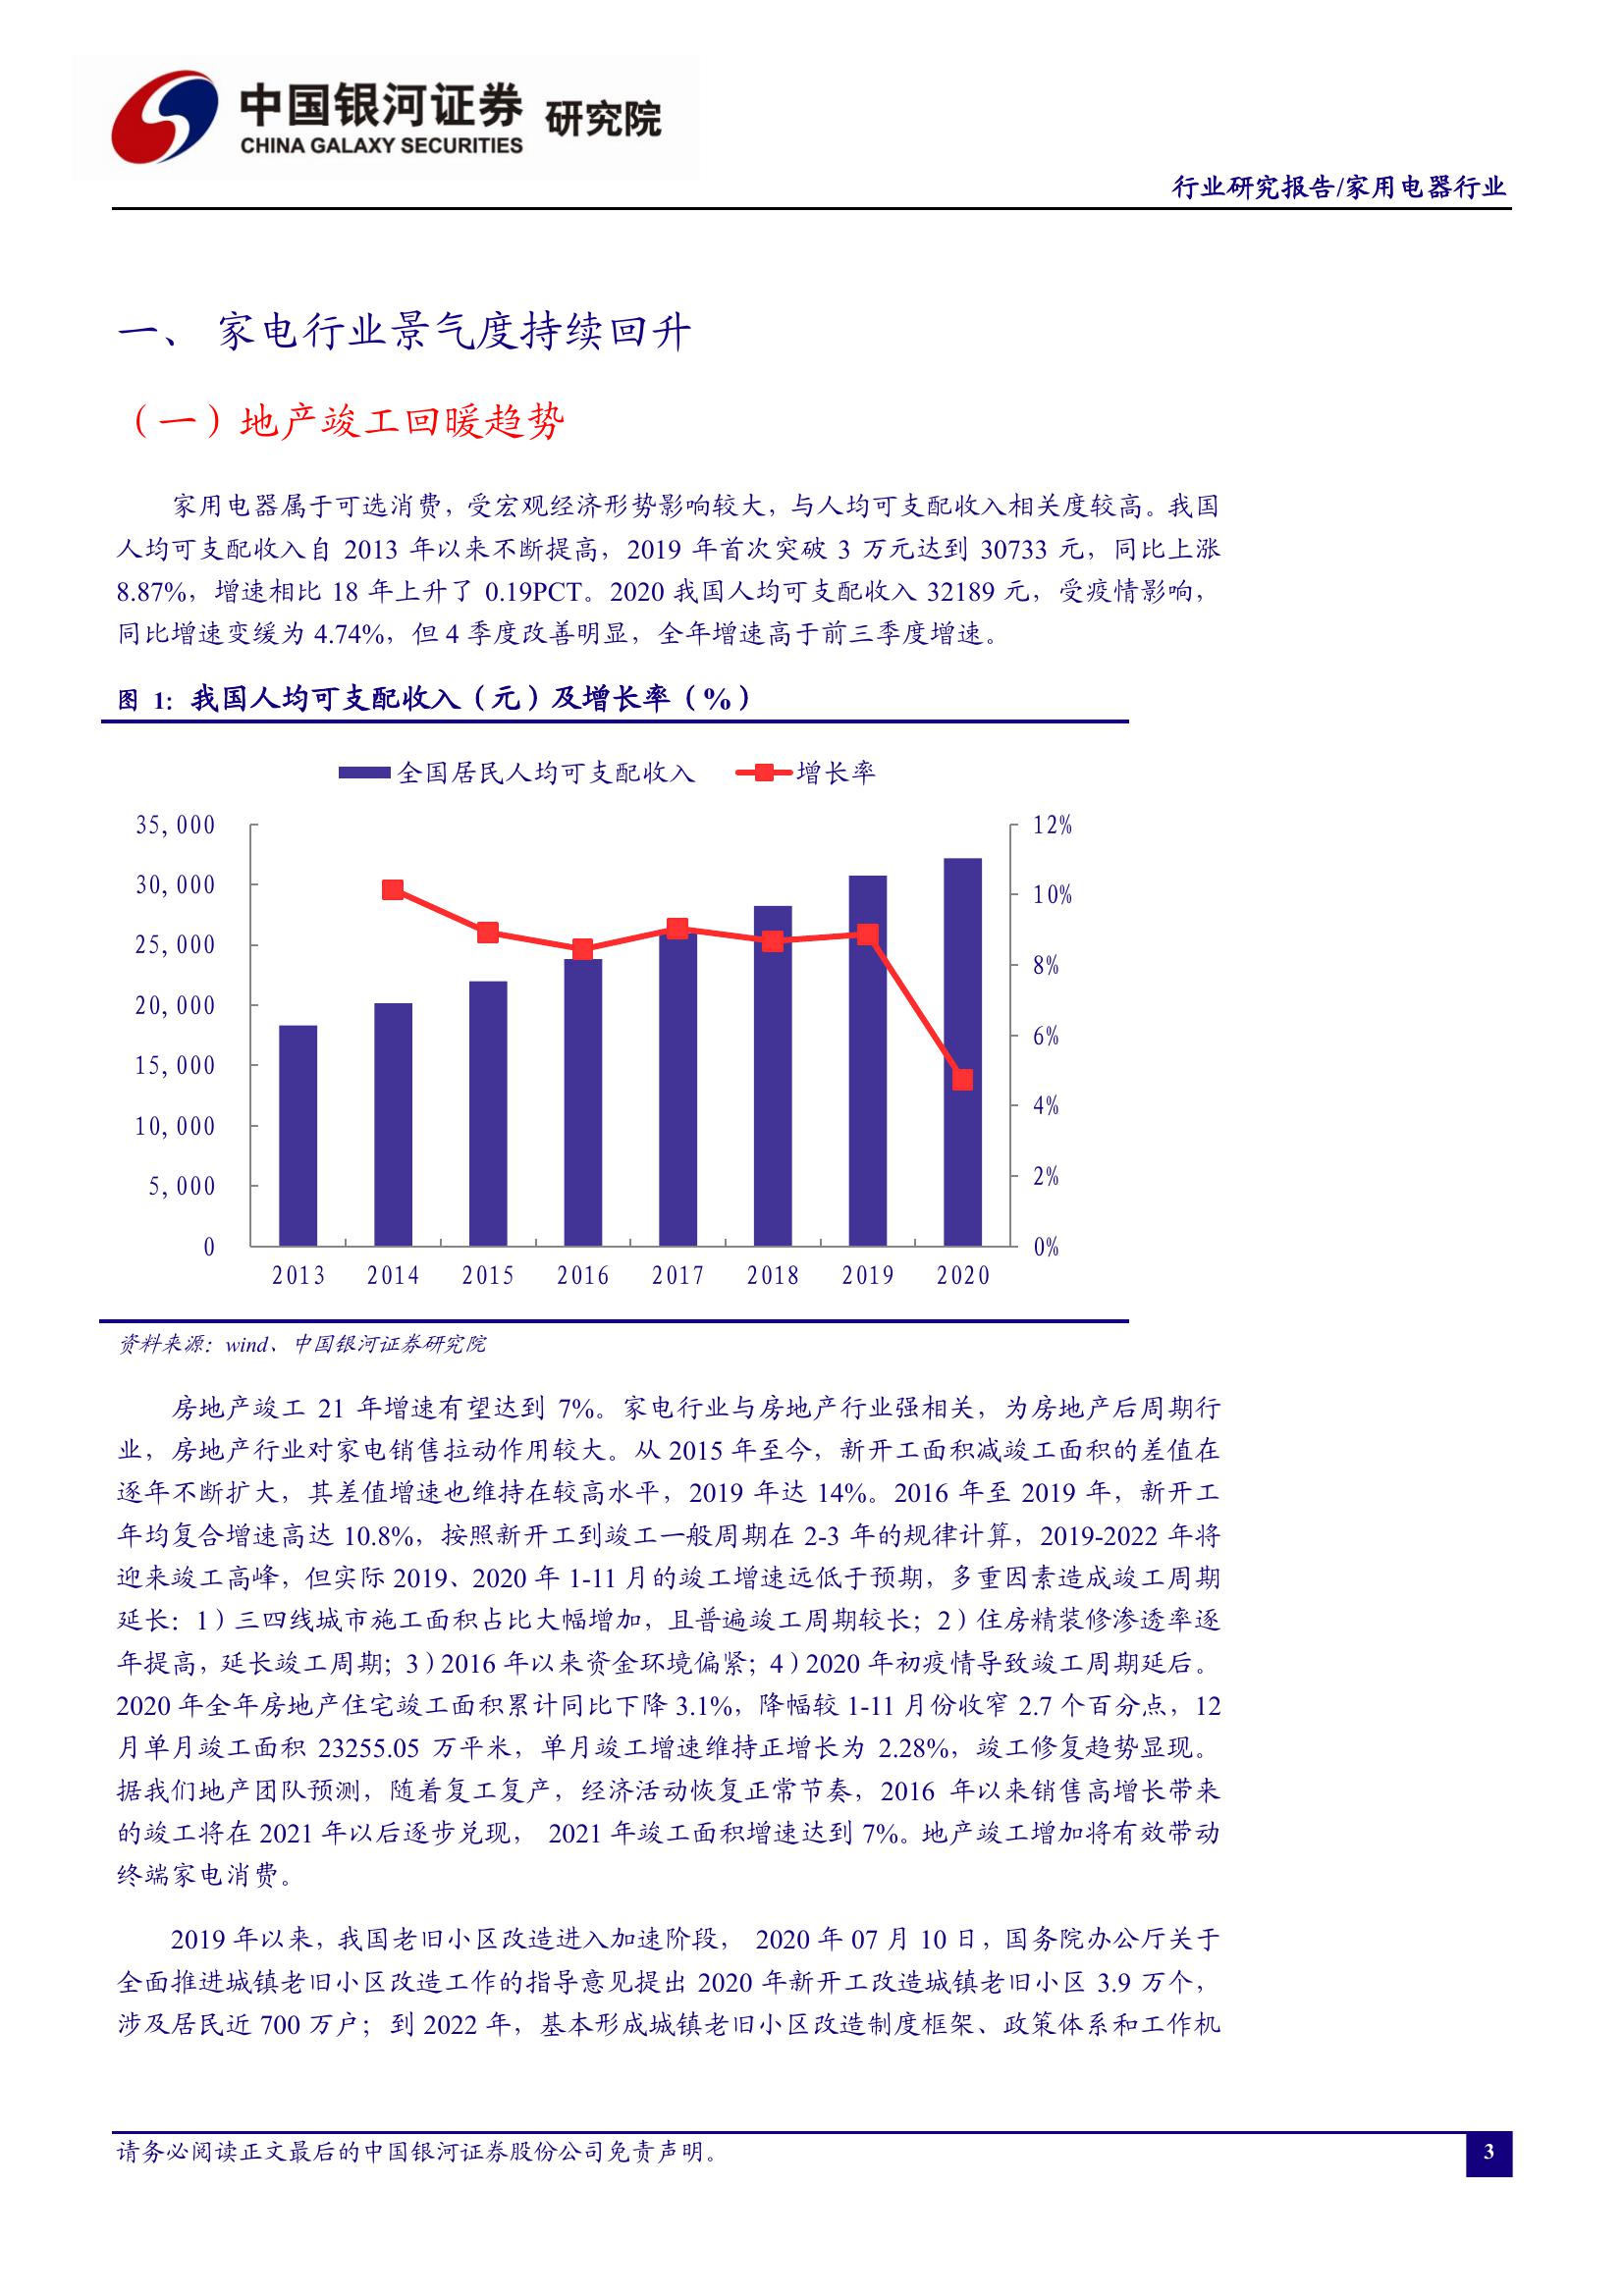 中国银河证券 研究院
CHINA GALAXY SECURITIES
行业研究报告/家用电器行业
一、 家电行业景气度持续回升
（一）地产竣工回暖趋势
家用电器属于可选消费，受宏观经济形势影响较大，与人均可支配收入相关度较高。我国
人均可支配收入自 2013 年以来不断提高，2019 年首次突破 3 万元达到 30733 元，同比上涨
8.87%，增速相比 18 年上升了 0.19PCT。2020 我国人均可支配收入 32189 元，受疫情影响，
同比增速变缓为 4.74%，但 4 季度改善明显，全年增速高于前三季度增速。
图 1：我国人均可支配收入（元）及增长率（%）
全国居民人均可支配收入 增长率
35,000 12%
30,000 10%
25,000 8%
20,000 6%
15,000 4%
10,000 2%
5,000 0%
0
2013 2014 2015 2016 2017 2018 2019 2020
资料来源：wind、中国银河证券研究院
房地产竣工 21 年增速有望达到 7%。家电行业与房地产行业强相关，为房地产后周期行
业，房地产行业对家电销售拉动作用较大。从 2015 年至今，新开工面积减竣工面积的差值在
逐年不断扩大，其差值增速也维持在较高水平，2019 年达 14%。2016 年至 2019 年，新开工
年均复合增速高达 10.8%，按照新开工到竣工一般周期在 2-3 年的规律计算，2019-2022 年将
迎来竣工高峰，但实际 2019、2020 年 1-11 月的竣工增速远低于预期，多重因素造成竣工周期
延长：1）三四线城市施工面积占比大幅增加，且普遍竣工周期较长；2）住房精装修渗透率逐
年提高，延长竣工周期；3）2016 年以来资金环境偏紧；4）2020 年初疫情导致竣工周期延后。
2020 年全年房地产住宅竣工面积累计同比下降 3.1%，降幅较 1-11 月份收窄 2.7 个百分点，12
月单月竣工面积 23255.05 万平米，单月竣工增速维持正增长为 2.28%，竣工修复趋势显现。
据我们地产团队预测，随着复工复产，经济活动恢复正常节奏，2016 年以来销售高增长带来
的竣工将在 2021 年以后逐步兑现， 2021 年竣工面积增速达到 7%。地产竣工增加将有效带动
终端家电消费。
2019 年以来，我国老旧小区改造进入加速阶段， 2020 年 07 月 10 日，国务院办公厅关于
全面推进城镇老旧小区改造工作的指导意见提出 2020 年新开工改造城镇老旧小区 3.9 万个，
涉及居民近 700 万户；到 2022 年，基本形成城镇老旧小区改造制度框架、政策体系和工作机
请务必阅读正文最后的中国银河证券股份公司免责声明。
3